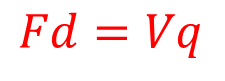 Fd = Vq